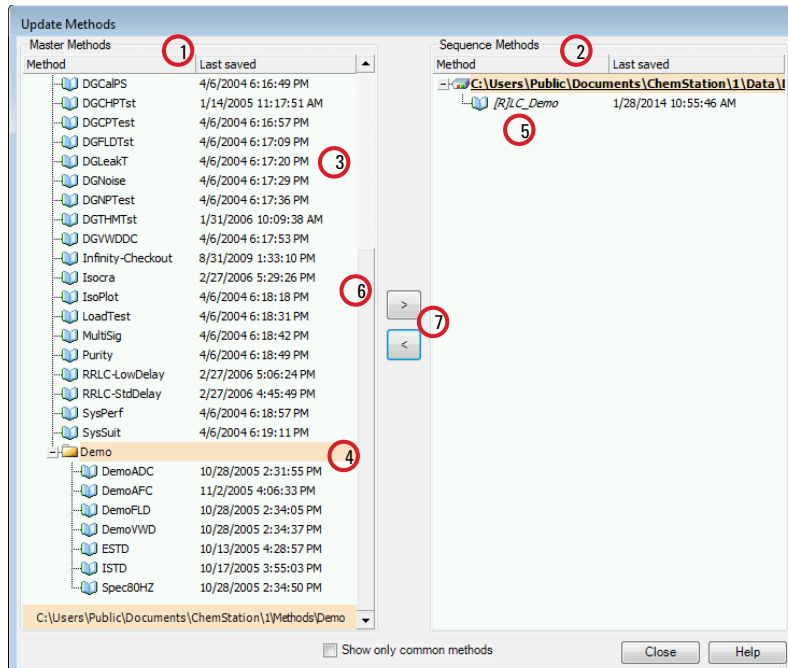 Update Methods
Master Methods 1
Method Last saved
DGCalPS 4/6/2004 6:16:49 PM
DGCHPTst 1/14/2005 11:17:51 AM
DGCPTest 4/6/2004 6:16:57 PM
DGFLDTst 4/6/2004 6:17:09 PM
DGLeakT 4/6/2004 6:17:20 PM 3
DGNoise 4/6/2004 6:17:29 PM
DGNPTest 4/6/2004 6:17:36 PM
DGTHMTst 1/31/2006 10:09:38 AM
DGVWDDC 4/6/2004 6:17:53 PM
Infinity-Checkout 8/31/2009 1:33:10 PM
Isocra 2/27/2006 5:29:26 PM
IsoPlot 4/6/2004 6:18:18 PM 6
LoadTest 4/6/2004 6:18:31 PM
MultiSig 4/6/2004 6:18:42 PM
Purity 4/6/2004 6:18:49 PM
RRLC-LowDelay 2/27/2006 5:06:24 PM
RRLC-StdDelay 2/27/2006 4:45:49 PM
SysPerf 4/6/2004 6:18:57 PM
SysSuit 4/6/2004 6:19:11 PM
Demo 4
DemoADC 10/28/2005 2:31:55 PM
DemoAFC 11/2/2005 4:06:33 PM
DemoFLD 10/28/2005 2:34:05 PM
DemoVWD 10/28/2005 2:34:37 PM
ESTD 10/13/2005 4:28:57 PM
ISTD 10/17/2005 3:55:03 PM
Spec80HZ 10/28/2005 2:34:50 PM
C:\Users\Public\Documents\ChemStation\1\Methods\Demo
>
7
<
Sequence Methods 2
Method Last saved
C:\Users\Public\Documents\ChemStation\1\Data\
[R]LC_Demo 1/28/2014 10:55:46 AM
5
Show only common methods
Close Help